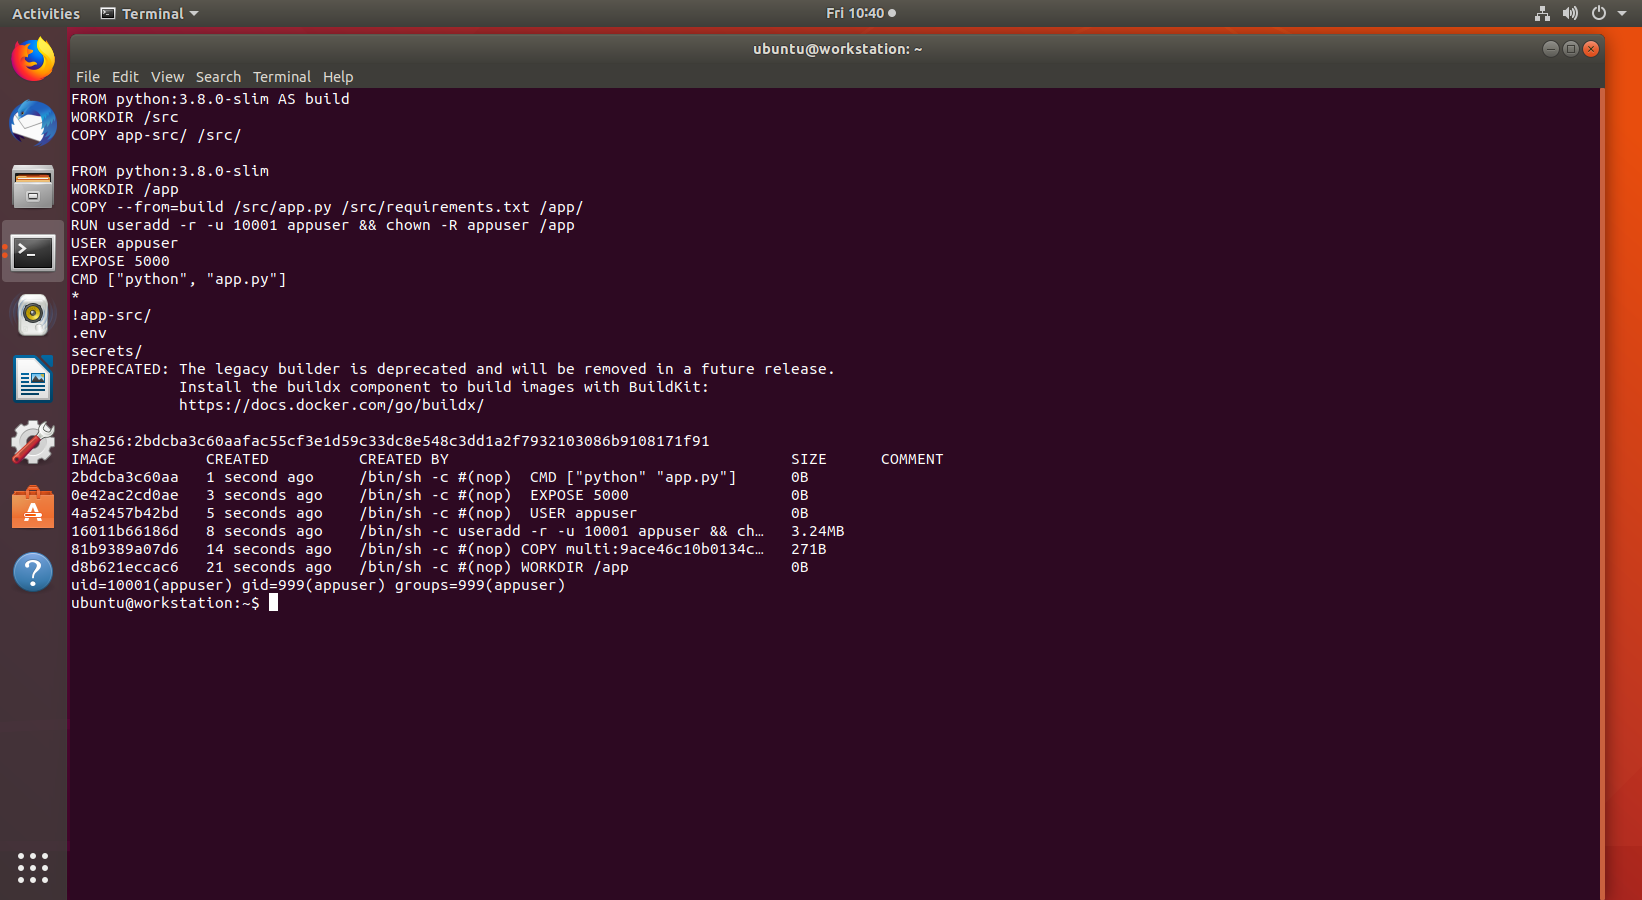 Activities Terminal Fri 10:40
ubuntu@workstation: ~
File Edit View Search Terminal Help
FROM python:3.8.0-slim AS build
WORKDIR /src
COPY app-src/ /src/
FROM python:3.8.0-slim
WORKDIR /app
COPY --from=build /src/app.py /src/requirements.txt /app/
RUN useradd -r -u 10001 appuser && chown -R appuser /app
USER appuser
EXPOSE 5000
CMD ["python", "app.py"]
*
!app-src/
.env
secrets/
DEPRECATED: The legacy builder is deprecated and will be removed in a future release.
Install the buildx component to build images with BuildKit:
https://docs.docker.com/go/buildx/
sha256:2bdcba3c60aafac55cf3e1d59c33dc8e548c3dd1a2f7932103086b9108171f91
IMAGE CREATED CREATED BY SIZE COMMENT
2bdcba3c60aa 1 second ago /bin/sh -c #(nop) CMD ["python" "app.py"] 0B
0e42ac2cd0ae 3 seconds ago /bin/sh -c #(nop) EXPOSE 5000 0B
4a52457b42bd 5 seconds ago /bin/sh -c #(nop) USER appuser 0B
16011b66186d 8 seconds ago /bin/sh -c useradd -r -u 10001 appuser && ch… 3.24MB
81b9389a07d6 14 seconds ago /bin/sh -c #(nop) COPY multi:9ace46c10b0134c… 271B
d8b621eccac6 21 seconds ago /bin/sh -c #(nop) WORKDIR /app 0B
uid=10001(appuser) gid=999(appuser) groups=999(appuser)
ubuntu@workstation:~$